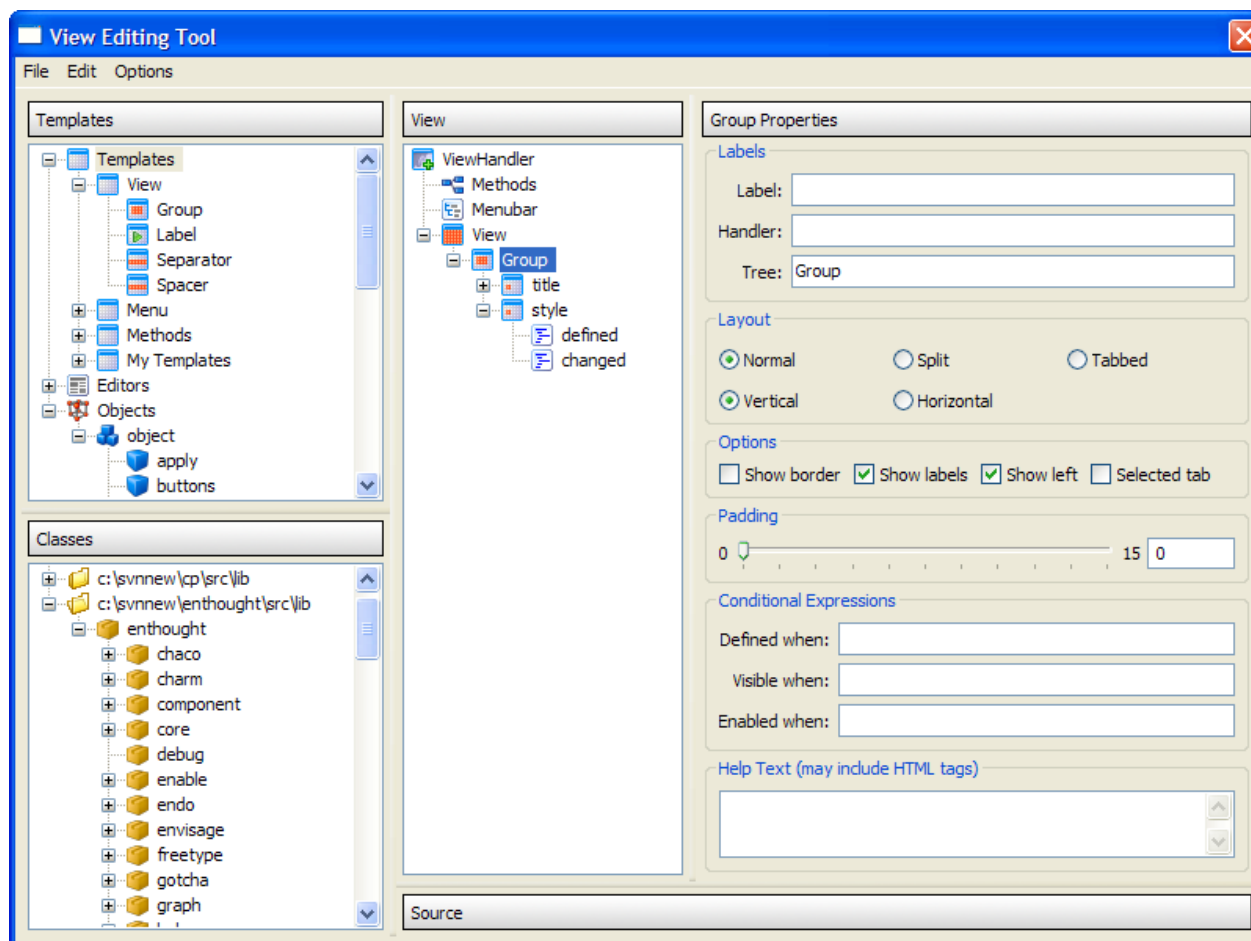 View Editing Tool
File Edit Options
Templates
Templates
View
Group
Label
Separator
Spacer
Menu
Methods
My Templates
Editors
Objects
object
apply
buttons
Classes
c:\svnnew\cp\src\lib
c:\svnnew\enthought\src\lib
enthought
chaco
charm
component
core
debug
enable
endo
envisage
freetype
gotcha
graph
View
ViewHandler
Methods
Menubar
View
Group
title
style
defined
changed
Group Properties
Labels
Label:
Handler:
Tree: Group
Layout
Normal Split Tabbed
Vertical Horizontal
Options
Show border Show labels Show left Selected tab
Padding
0 15 0
Conditional Expressions
Defined when:
Visible when:
Enabled when:
Help Text (may include HTML tags)
Source